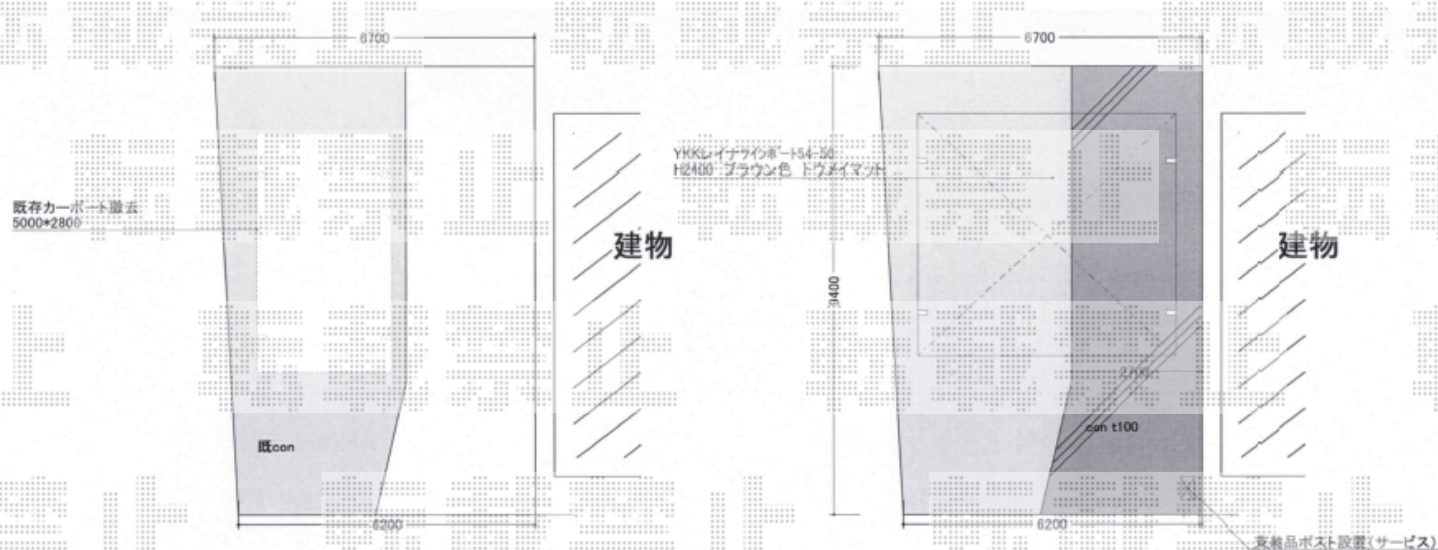 6700
既存カーポート撤去
5000*2800
建物
既con
6200
6700
YKKレイナツインポート54-50
H2400 ブラウン色 トウメイマット
9400
建物
2700
con t100
6200
支給品ポスト設置(サービス)